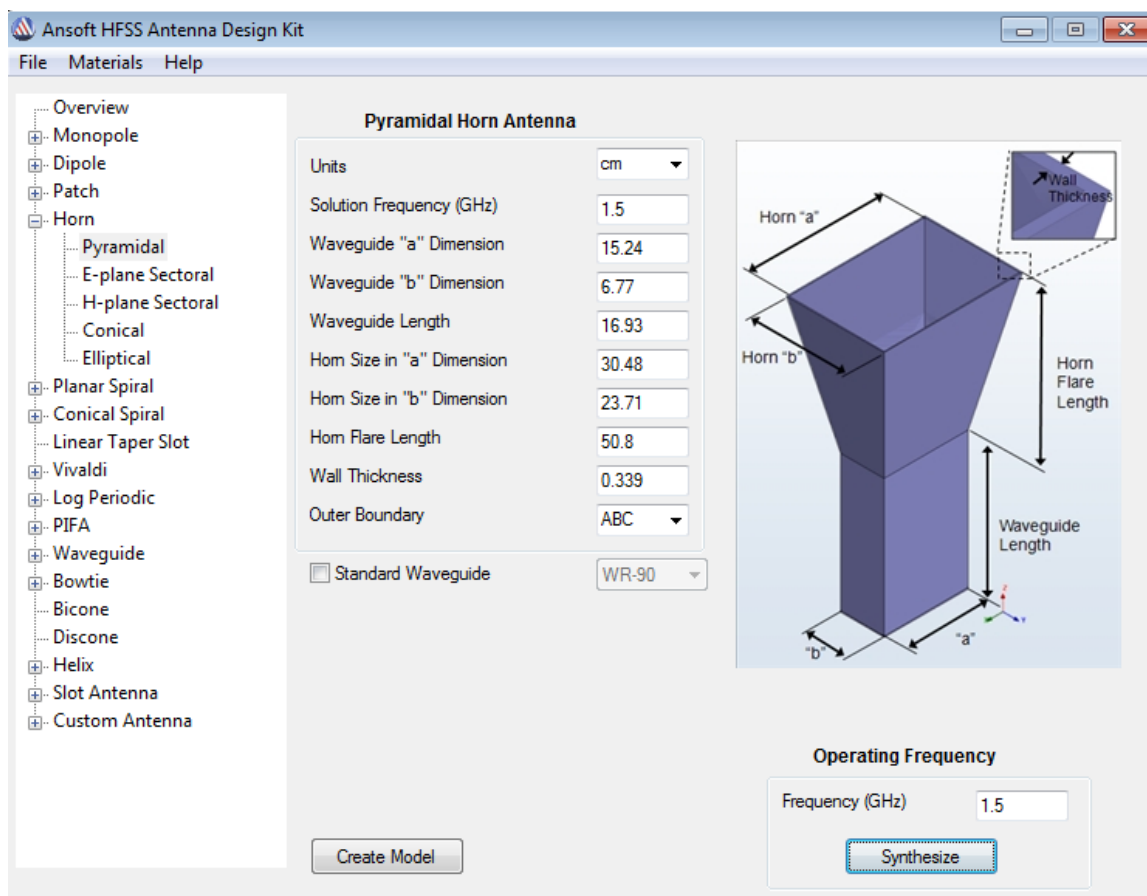 Ansoft HFSS Antenna Design Kit
File Materials Help
Overview
Monopole
Dipole
Patch
Horn
Pyramidal
E-plane Sectoral
H-plane Sectoral
Conical
Elliptical
Planar Spiral
Conical Spiral
Linear Taper Slot
Vivaldi
Log Periodic
PIFA
Waveguide
Bowtie
Bicone
Discone
Helix
Slot Antenna
Custom Antenna
Pyramidal Horn Antenna
Units cm
Solution Frequency (GHz) 1.5
Waveguide "a" Dimension 15.24
Waveguide "b" Dimension 6.77
Waveguide Length 16.93
Horn Size in "a" Dimension 30.48
Horn Size in "b" Dimension 23.71
Horn Flare Length 50.8
Wall Thickness 0.339
Outer Boundary ABC
Standard Waveguide WR-90
Create Model
Wall
Thickness
Horn "a"
Horn "b"
Horn
Flare
Length
Waveguide
Length
"a"
"b"
Z
Y
Operating Frequency
Frequency (GHz) 1.5
Synthesize